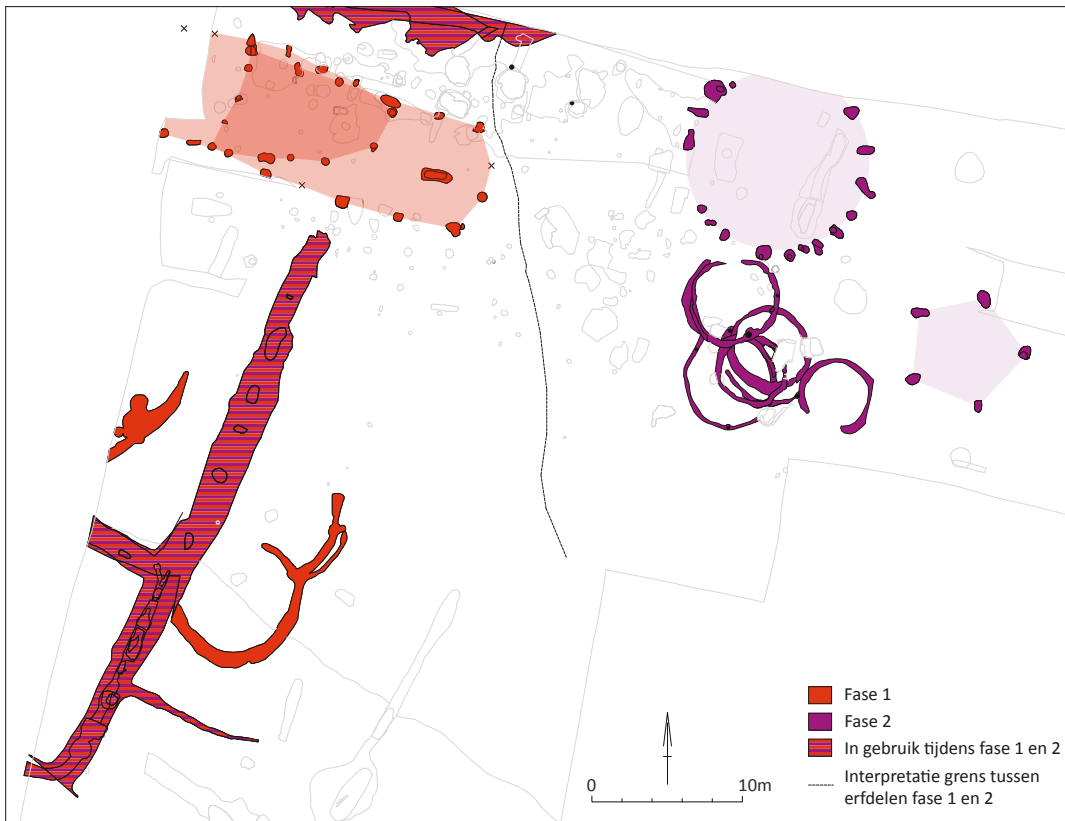 Fase 1
Fase 2
In gebruik tijdens fase 1 en 2
Interpretatie grens tussen
erfdelen fase 1 en 2
0 10m